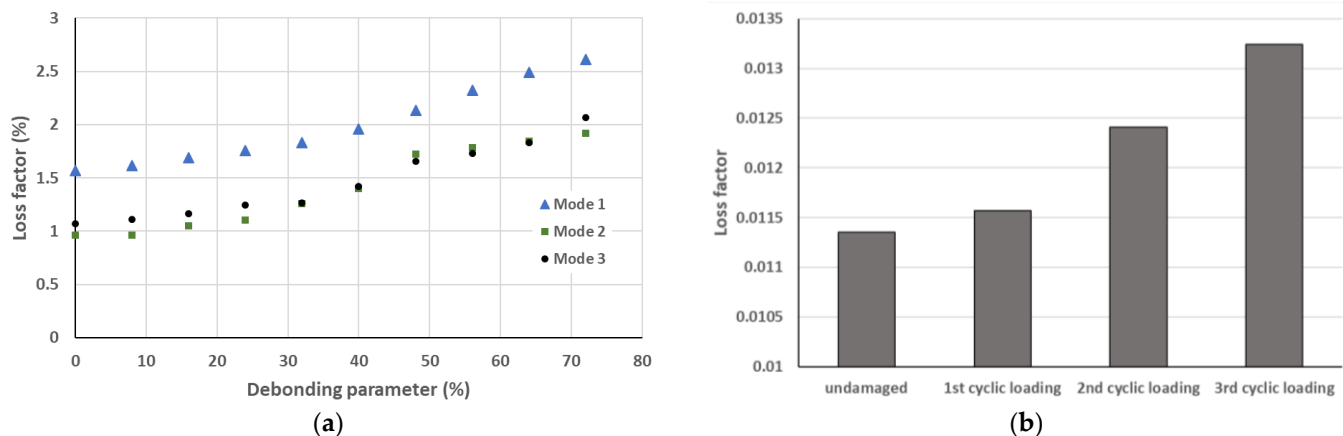 3
2.5
2
1.5
1
0.5
0
Loss factor (%)
Mode 1
Mode 2
Mode 3
0 10 20 30 40 50 60 70 80
Debonding parameter (%)
(a)
0.0135
0.013
0.0125
0.012
0.0115
0.011
0.0105
0.01
Loss factor
undamaged 1st cyclic loading 2nd cyclic loading 3rd cyclic loading
(b)